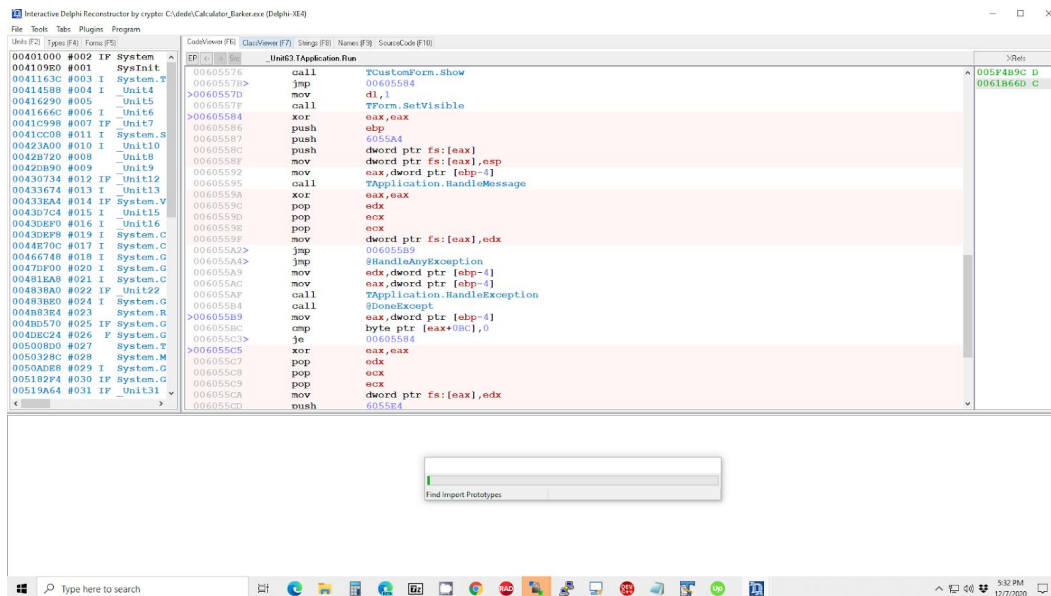 Interactive Delphi Reconstructor by crypto: C:\dede\Calculator_Barker.exe (Delphi-XE4)
File Tools Tabs Plugins Program
Units (F2) Types (F4) Forms (F5)
CodeViewer (F6) ClassViewer (F7) Strings (F8) Names (F9) SourceCode (F10)
EP <- -> Src _Unit63.TApplication.Run XRefs
00401000 #002 IF System
004109E0 #001 SysInit
0041163C #003 I System.T
00414588 #004 I _Unit4
00416290 #005 _Unit5
0041666C #006 I _Unit6
0041C998 #007 IF _Unit7
0041CC08 #011 I System.S
00423A00 #010 I _Unit10
0042B720 #008 _Unit8
0042DB90 #009 _Unit9
00430734 #012 IF _Unit12
00433674 #013 I _Unit13
00433EA4 #014 IF System.V
0043D7C4 #015 I _Unit15
0043DEF0 #016 I _Unit16
0043DEF8 #019 I System.C
0044E70C #017 I System.C
00466748 #018 I System.G
0047DF00 #020 I System.G
00481EA8 #021 I System.C
004838A0 #022 IF _Unit22
00483BE0 #024 I System.G
004B83E4 #023 System.R
004BD570 #025 IF System.G
004DEC24 #026 F System.G
005008D0 #027 System.T
0050328C #028 System.M
0050ADE8 #029 I System.G
005182F4 #030 IF System.G
00519A64 #031 IF _Unit31
00605576 call TCustomForm.Show
0060557B> jmp 00605584
>0060557D mov dl,1
0060557F call TForm.SetVisible
>00605584 xor eax,eax
00605586 push ebp
00605587 push 6055A4
0060558C push dword ptr fs:[eax]
0060558F mov dword ptr fs:[eax],esp
00605592 mov eax,dword ptr [ebp-4]
00605595 call TApplication.HandleMessage
0060559A xor eax,eax
0060559C pop edx
0060559D pop ecx
0060559E pop ecx
0060559F mov dword ptr fs:[eax],edx
006055A2> jmp 006055B9
006055A4> jmp @HandleAnyException
006055A9 mov edx,dword ptr [ebp-4]
006055AC mov eax,dword ptr [ebp-4]
006055AF call TApplication.HandleException
006055B4 call @DoneExcept
>006055B9 mov eax,dword ptr [ebp-4]
006055BC cmp byte ptr [eax+0BC],0
006055C3> je 00605584
>006055C5 xor eax,eax
006055C7 pop edx
006055C8 pop ecx
006055C9 pop ecx
006055CA mov dword ptr fs:[eax],edx
006055CD push 6055E4
005F4B9C D
0061B66D C
Find Import Prototypes
Type here to search
RAD
DEV C++
Up
5:32 PM
12/7/2020